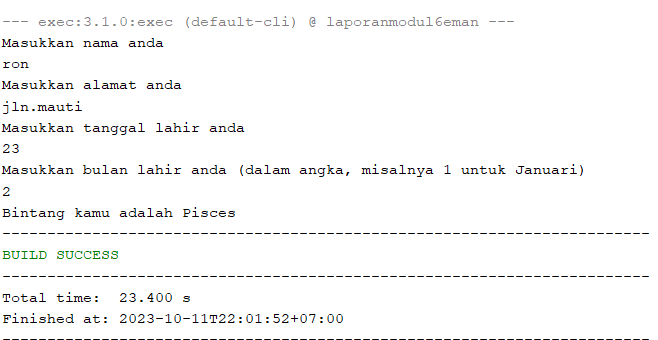 --- exec:3.1.0:exec (default-cli) @ laporanmodul6eman ---
Masukkan nama anda
ron
Masukkan alamat anda
jln.mauti
Masukkan tanggal lahir anda
23
Masukkan bulan lahir anda (dalam angka, misalnya 1 untuk Januari)
2
Bintang kamu adalah Pisces
------------------------------------------------------------------------
BUILD SUCCESS
------------------------------------------------------------------------
Total time:  23.400 s
Finished at: 2023-10-11T22:01:52+07:00
------------------------------------------------------------------------